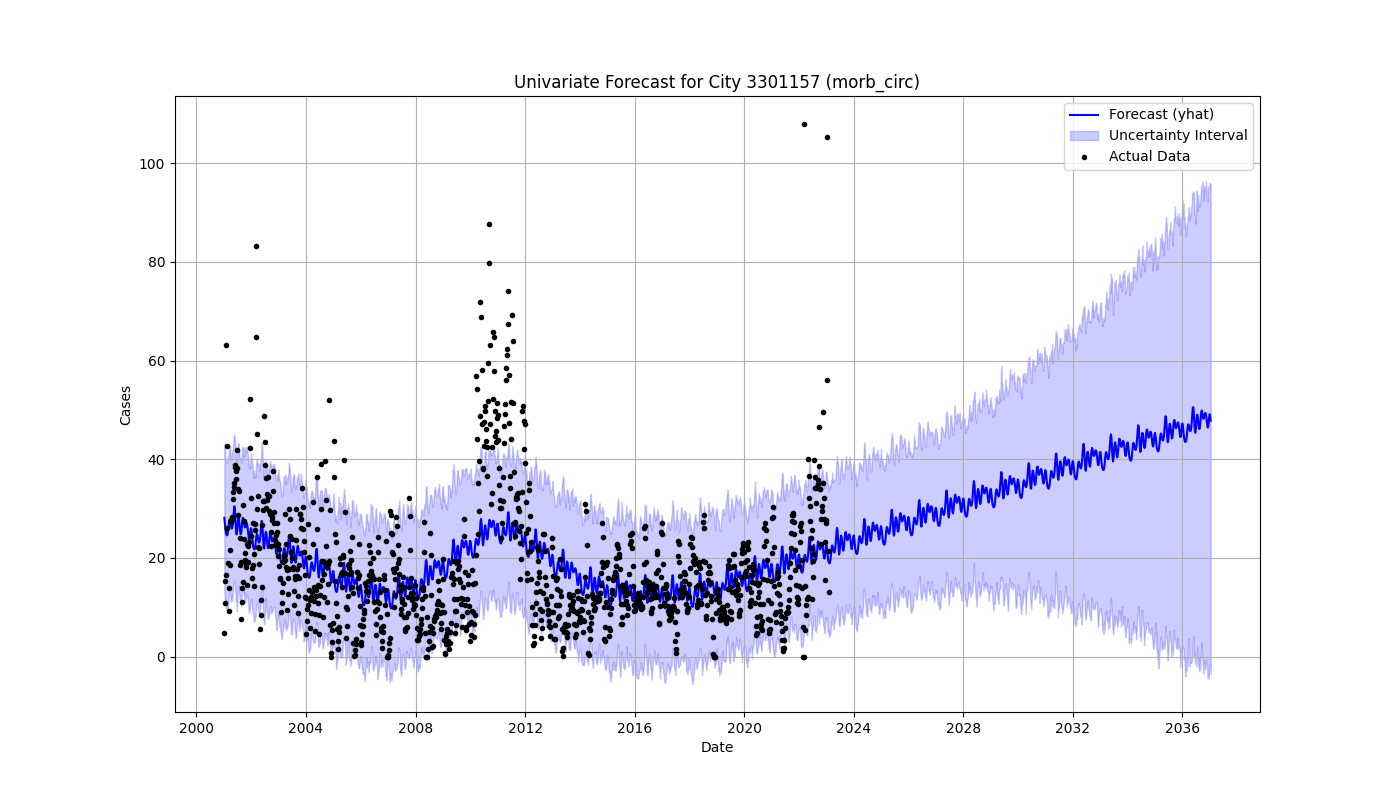 Univariate Forecast for City 3301157 (morb_circ)
Forecast (yhat)
Uncertainty Interval
Actual Data
100
80
60
40
20
0
Cases
2000 2004 2008 2012 2016 2020 2024 2028 2032 2036
Date